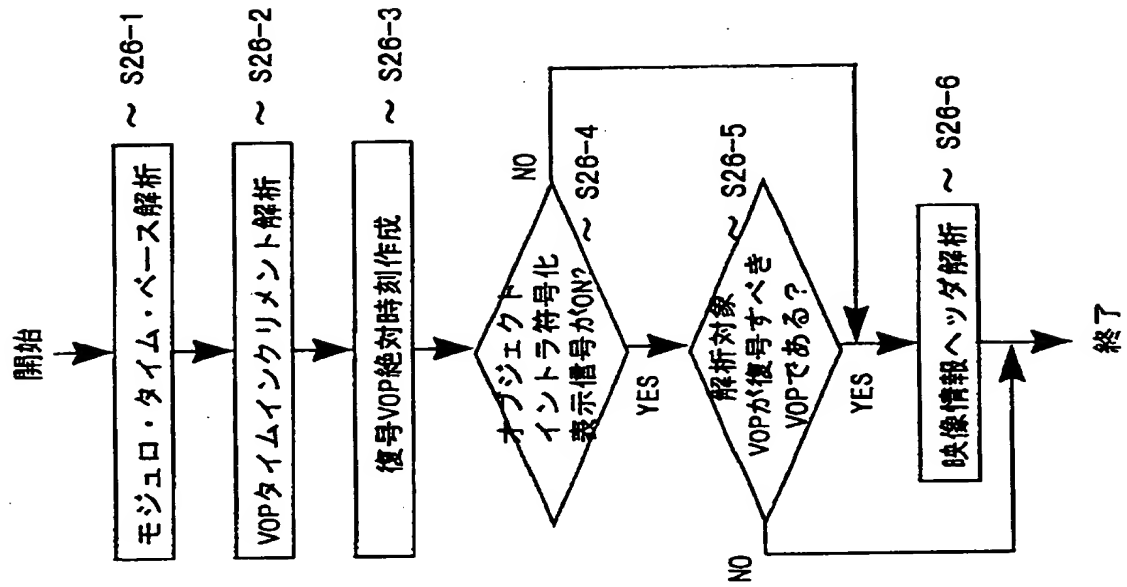 開始
モジュロ・タイム・ベース解析
~ S26-1
VOPタイムインクリメント解析
~ S26-2
復号VOP絶対時刻作成
~ S26-3
オブジェクト
イントラ符号化
表示信号がON?
~ S26-4
NO
YES
解析対象
VOPが復号すべき
VOPである?
~ S26-5
NO
YES
映像情報ヘッダ解析
~ S26-6
終了